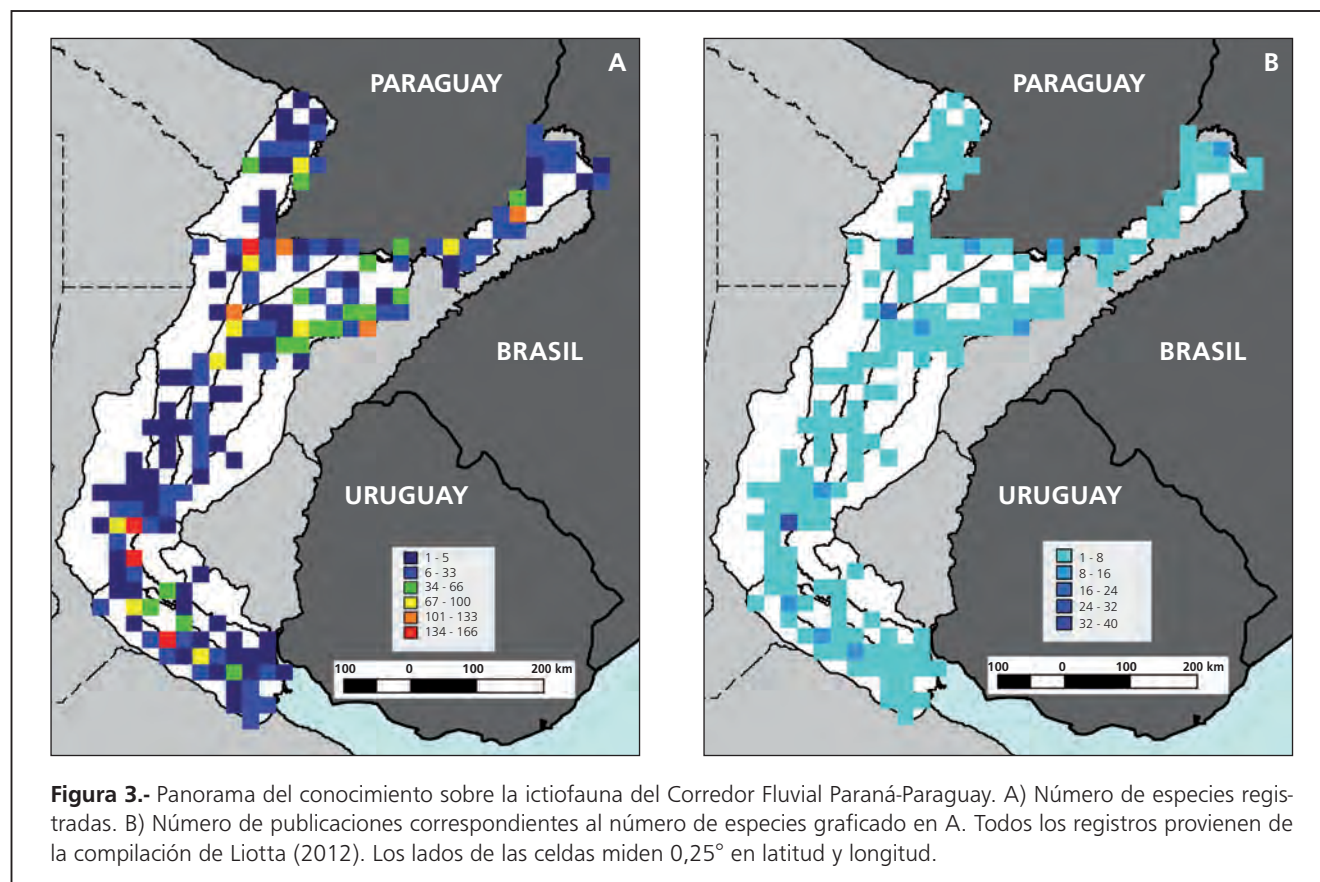 A
PARAGUAY
BRASIL
URUGUAY
1 - 5
6 - 33
34 - 66
67 - 100
101 - 133
134 - 166
100 0 100 200 km
B
PARAGUAY
BRASIL
URUGUAY
1 - 8
8 - 16
16 - 24
24 - 32
32 - 40
100 0 100 200 km
Figura 3.- Panorama del conocimiento sobre la ictiofauna del Corredor Fluvial Paraná-Paraguay. A) Número de especies regis-
tradas. B) Número de publicaciones correspondientes al número de especies graficado en A. Todos los registros provienen de
la compilación de Liotta (2012). Los lados de las celdas miden 0,25° en latitud y longitud.